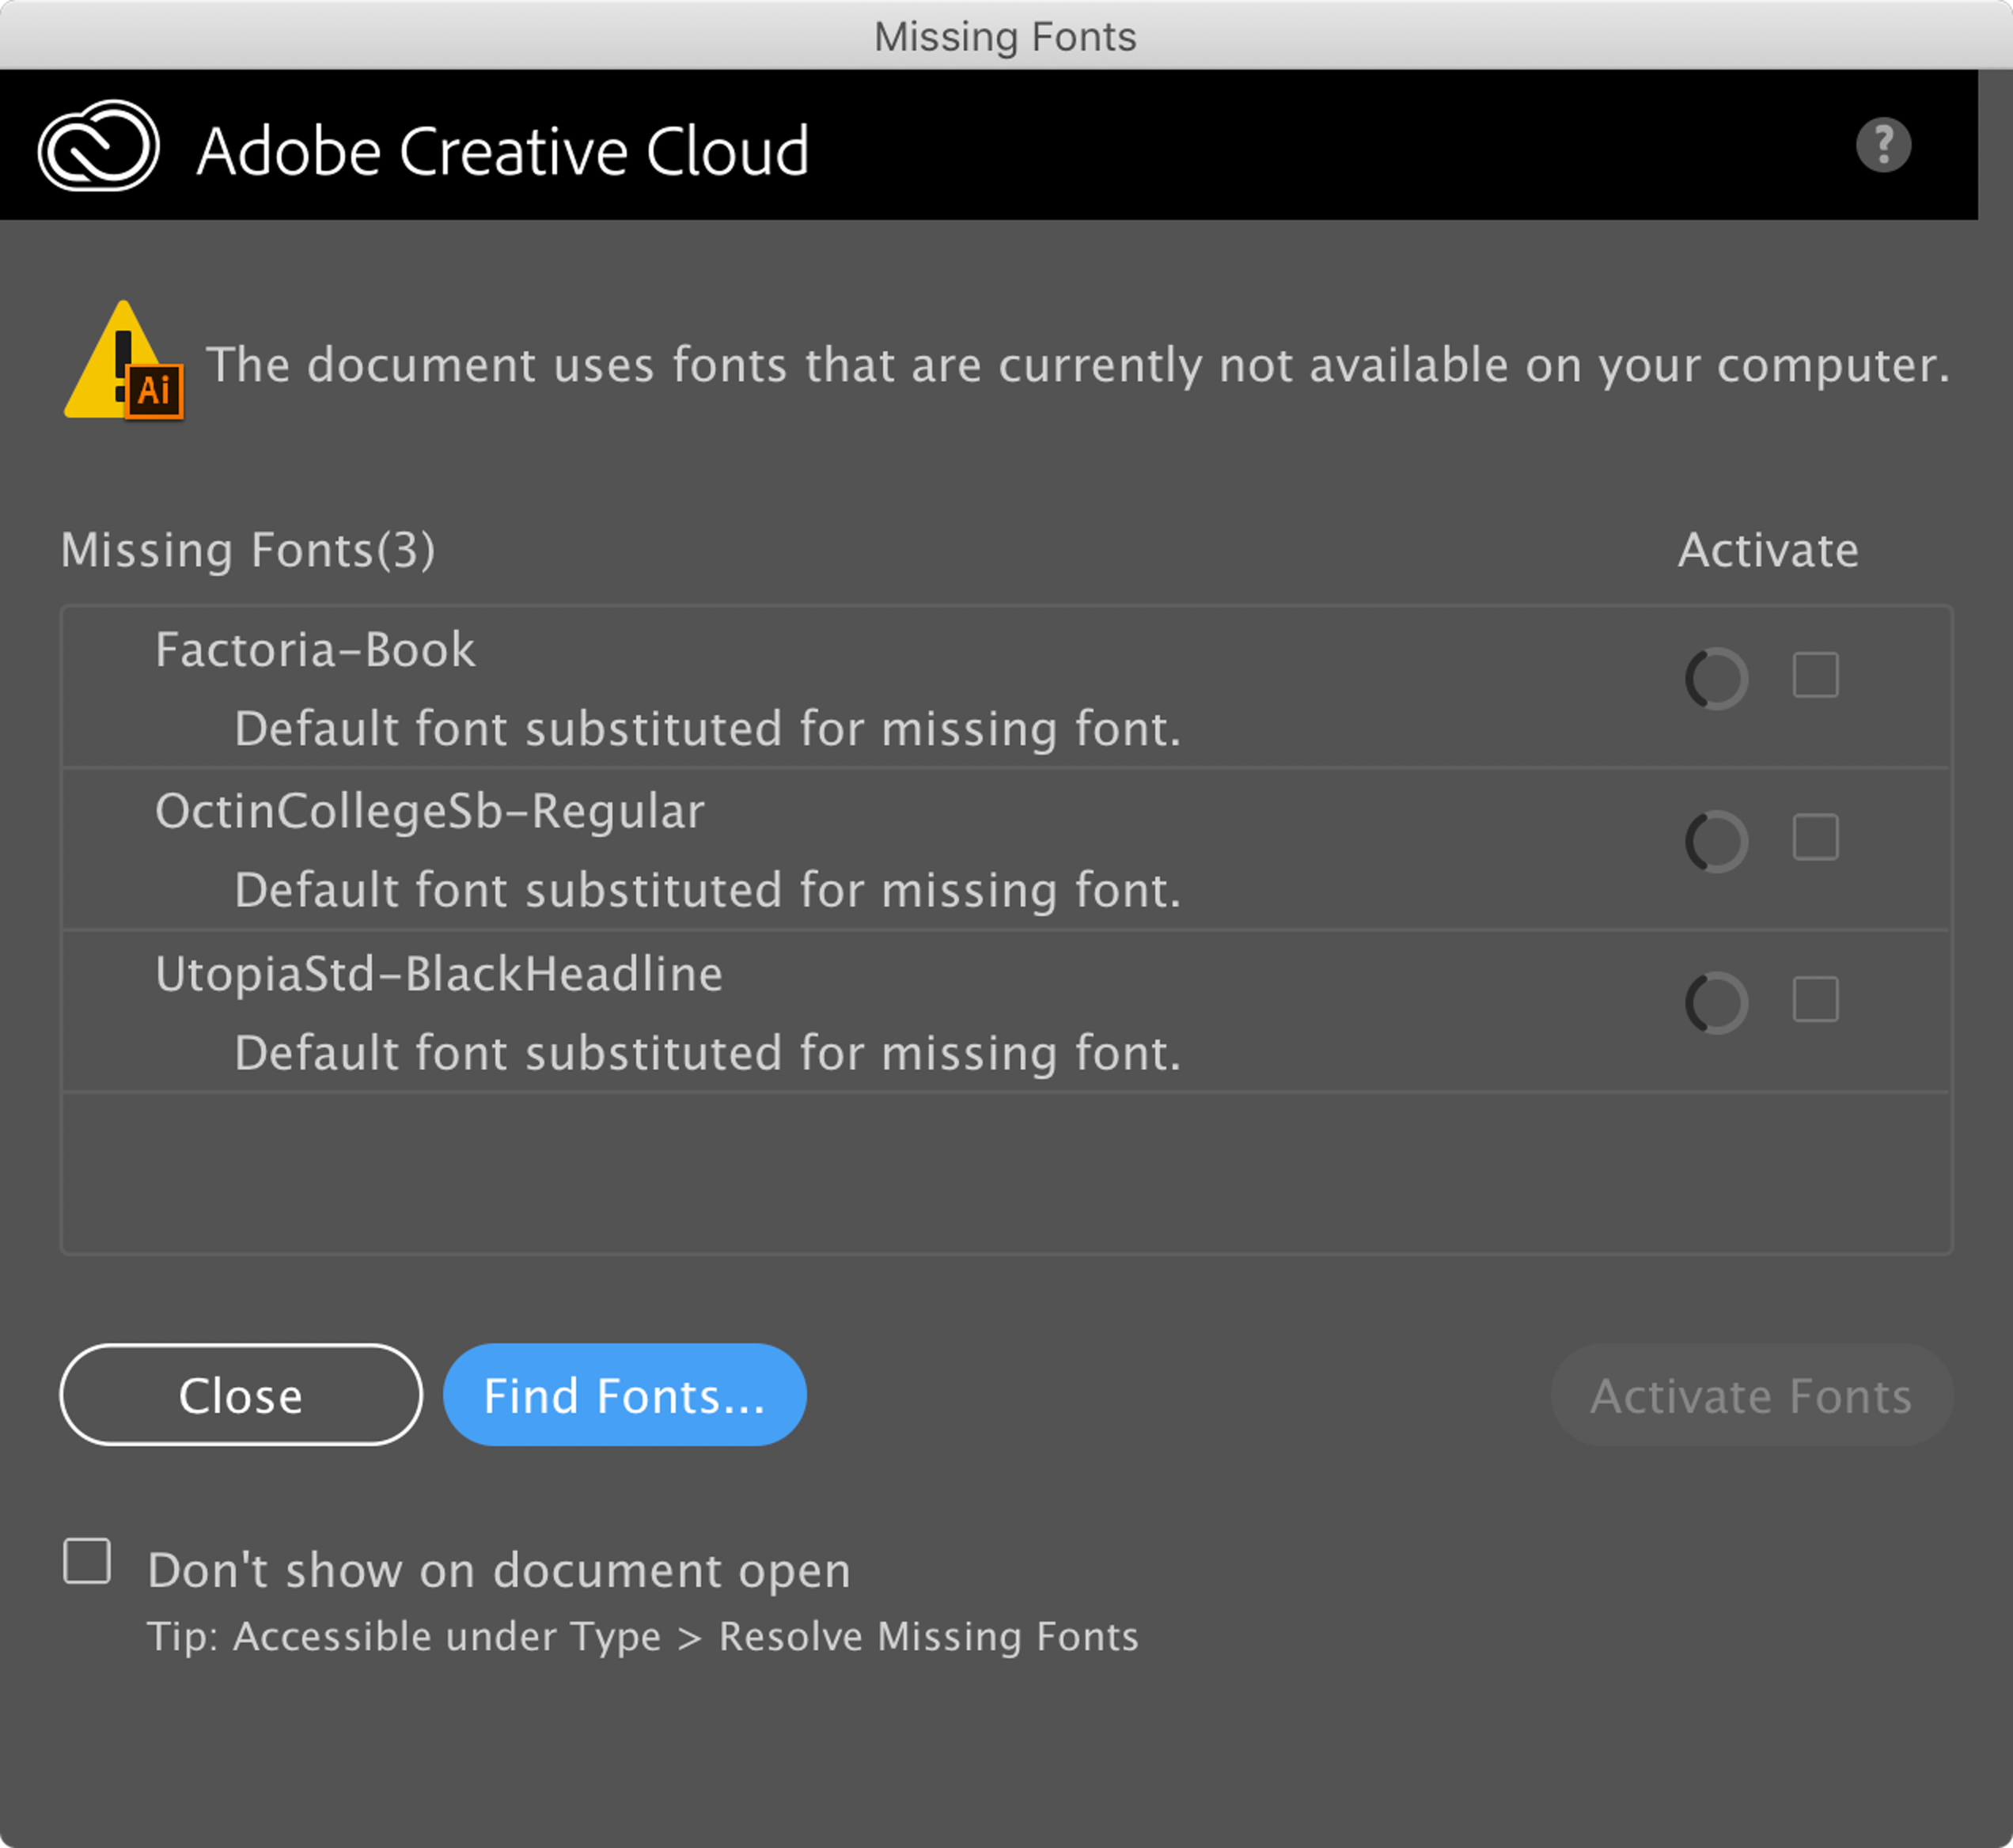 Missing Fonts
Adobe Creative Cloud
?
The document uses fonts that are currently not available on your computer.
Ai
Missing Fonts(3) Activate
Factoria-Book
Default font substituted for missing font.
OctinCollegeSb-Regular
Default font substituted for missing font.
UtopiaStd-BlackHeadline
Default font substituted for missing font.
Close Find Fonts... Activate Fonts
Don't show on document open
Tip: Accessible under Type > Resolve Missing Fonts